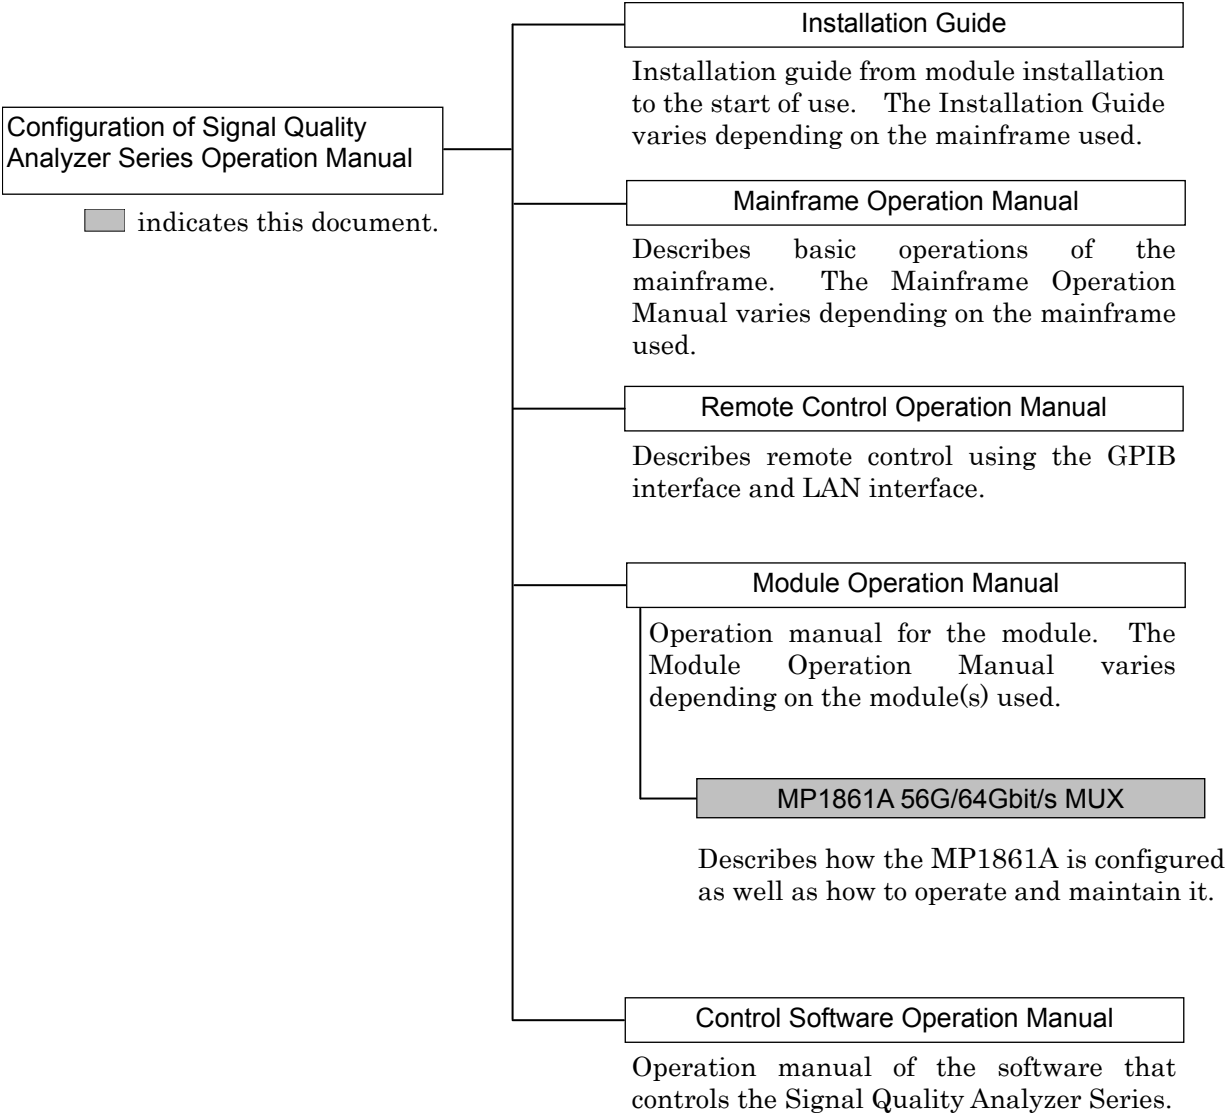 Configuration of Signal Quality
Analyzer Series Operation Manual
indicates this document.
Installation Guide
Installation guide from module installation
to the start of use. The Installation Guide
varies depending on the mainframe used.
Mainframe Operation Manual
Describes basic operations of the
mainframe. The Mainframe Operation
Manual varies depending on the mainframe
used.
Remote Control Operation Manual
Describes remote control using the GPIB
interface and LAN interface.
Module Operation Manual
Operation manual for the module. The
Module Operation Manual varies
depending on the module(s) used.
MP1861A 56G/64Gbit/s MUX
Describes how the MP1861A is configured
as well as how to operate and maintain it.
Control Software Operation Manual
Operation manual of the software that
controls the Signal Quality Analyzer Series.